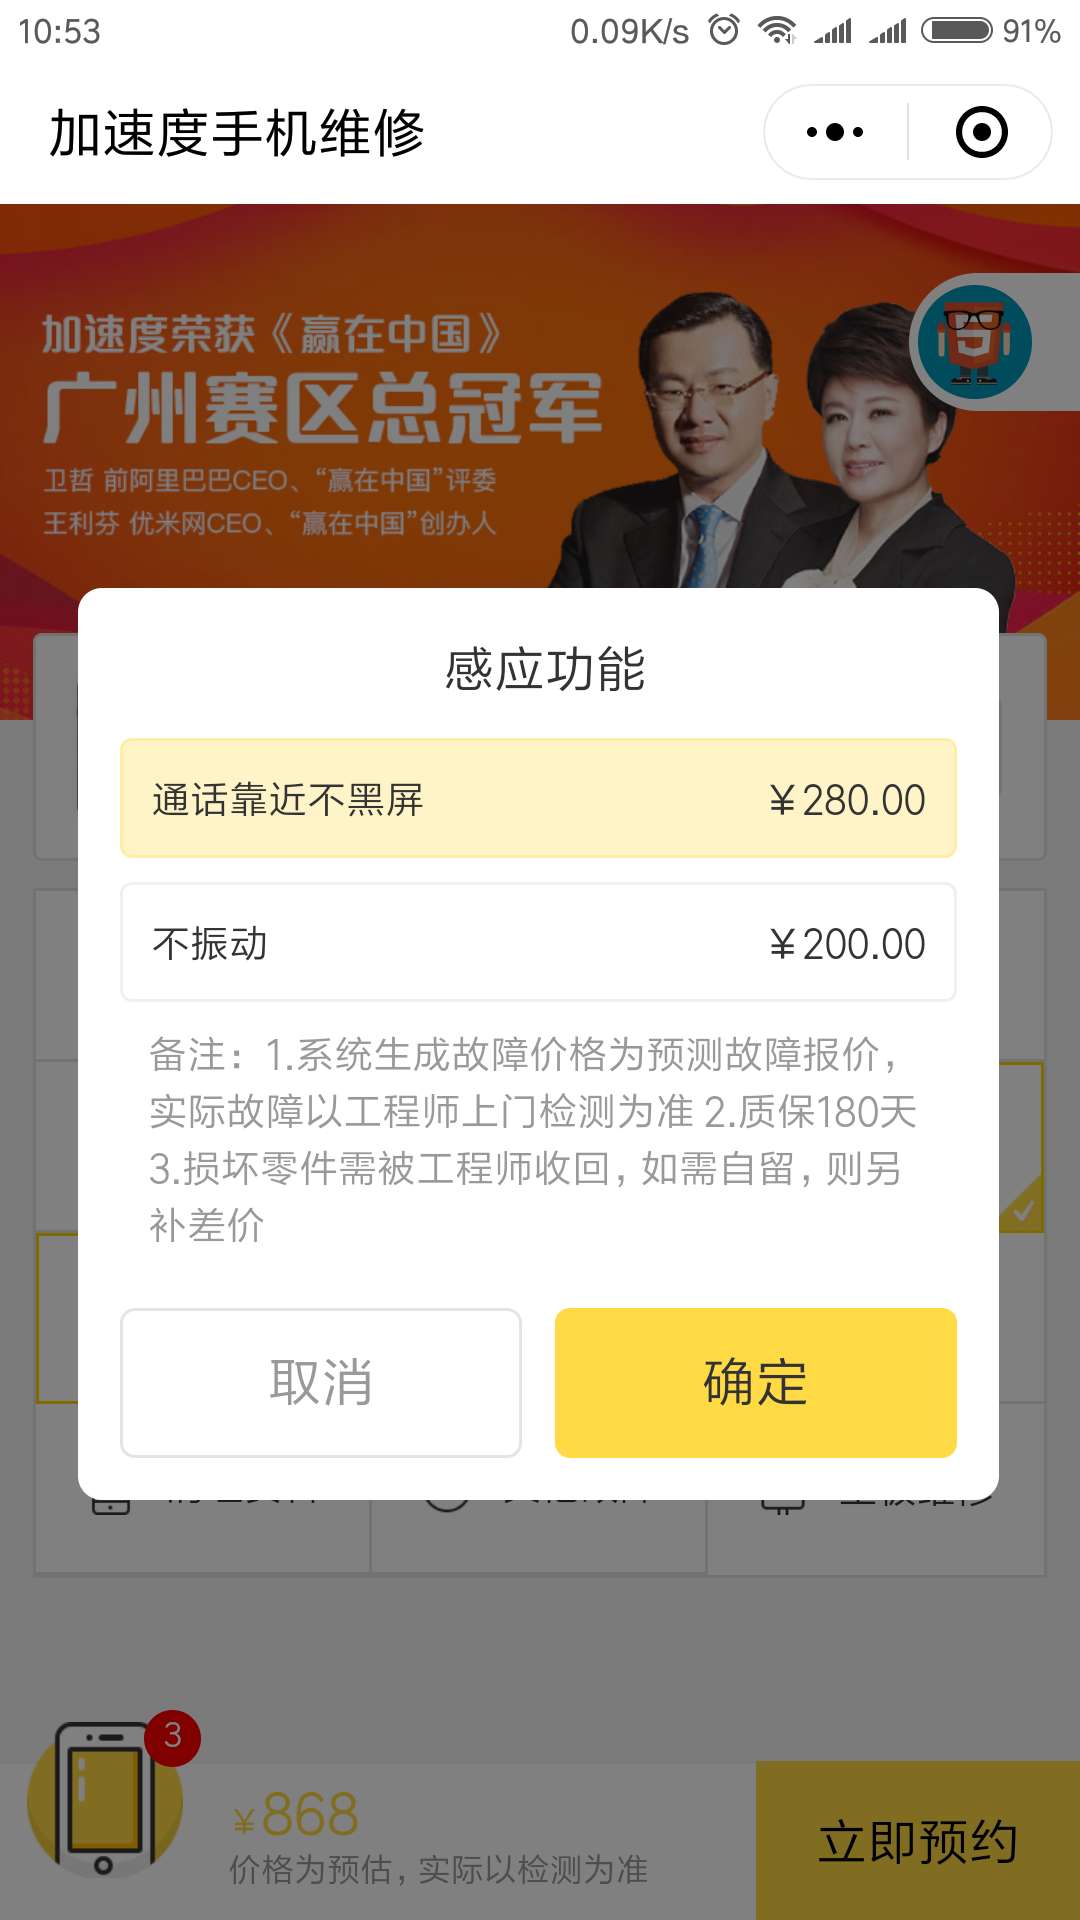 10:53
0.09K/s
91%
加速度手机维修
加速度荣获《赢在中国》
广州赛区总冠军
卫哲 前阿里巴巴CEO、“赢在中国”评委
王利芬 优米网CEO、“赢在中国”创办人
感应功能
通话靠近不黑屏 ¥280.00
不振动 ¥200.00
备注：1.系统生成故障价格为预测故障报价，
实际故障以工程师上门检测为准 2.质保180天
3.损坏零件需被工程师收回，如需自留，则另
补差价
取消
确定
3
¥868
价格为预估，实际以检测为准
立即预约